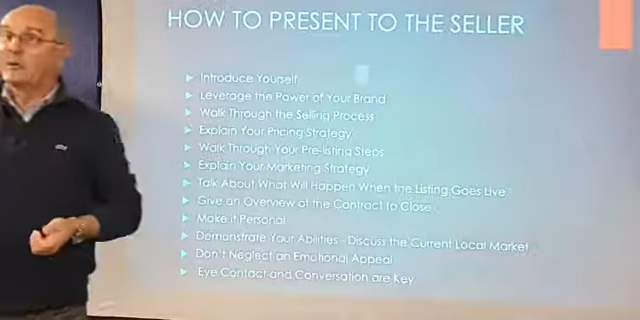 HOW TO PRESENT TO THE SELLER
Introduce Yourself
Leverage the Power of Your Brand
Walk Through the Selling Process
Explain Your Pricing Strategy
Walk Through Your Pre-listing Steps
Explain Your Marketing Strategy
Talk About What Will Happen When the Listing Goes Live
Give an Overview of the Contract to Close
Make it Personal
Demonstrate Your Abilities - Discuss the Current Local Market
Don't Neglect an Emotional Appeal
Eye Contact and Conversation are Key